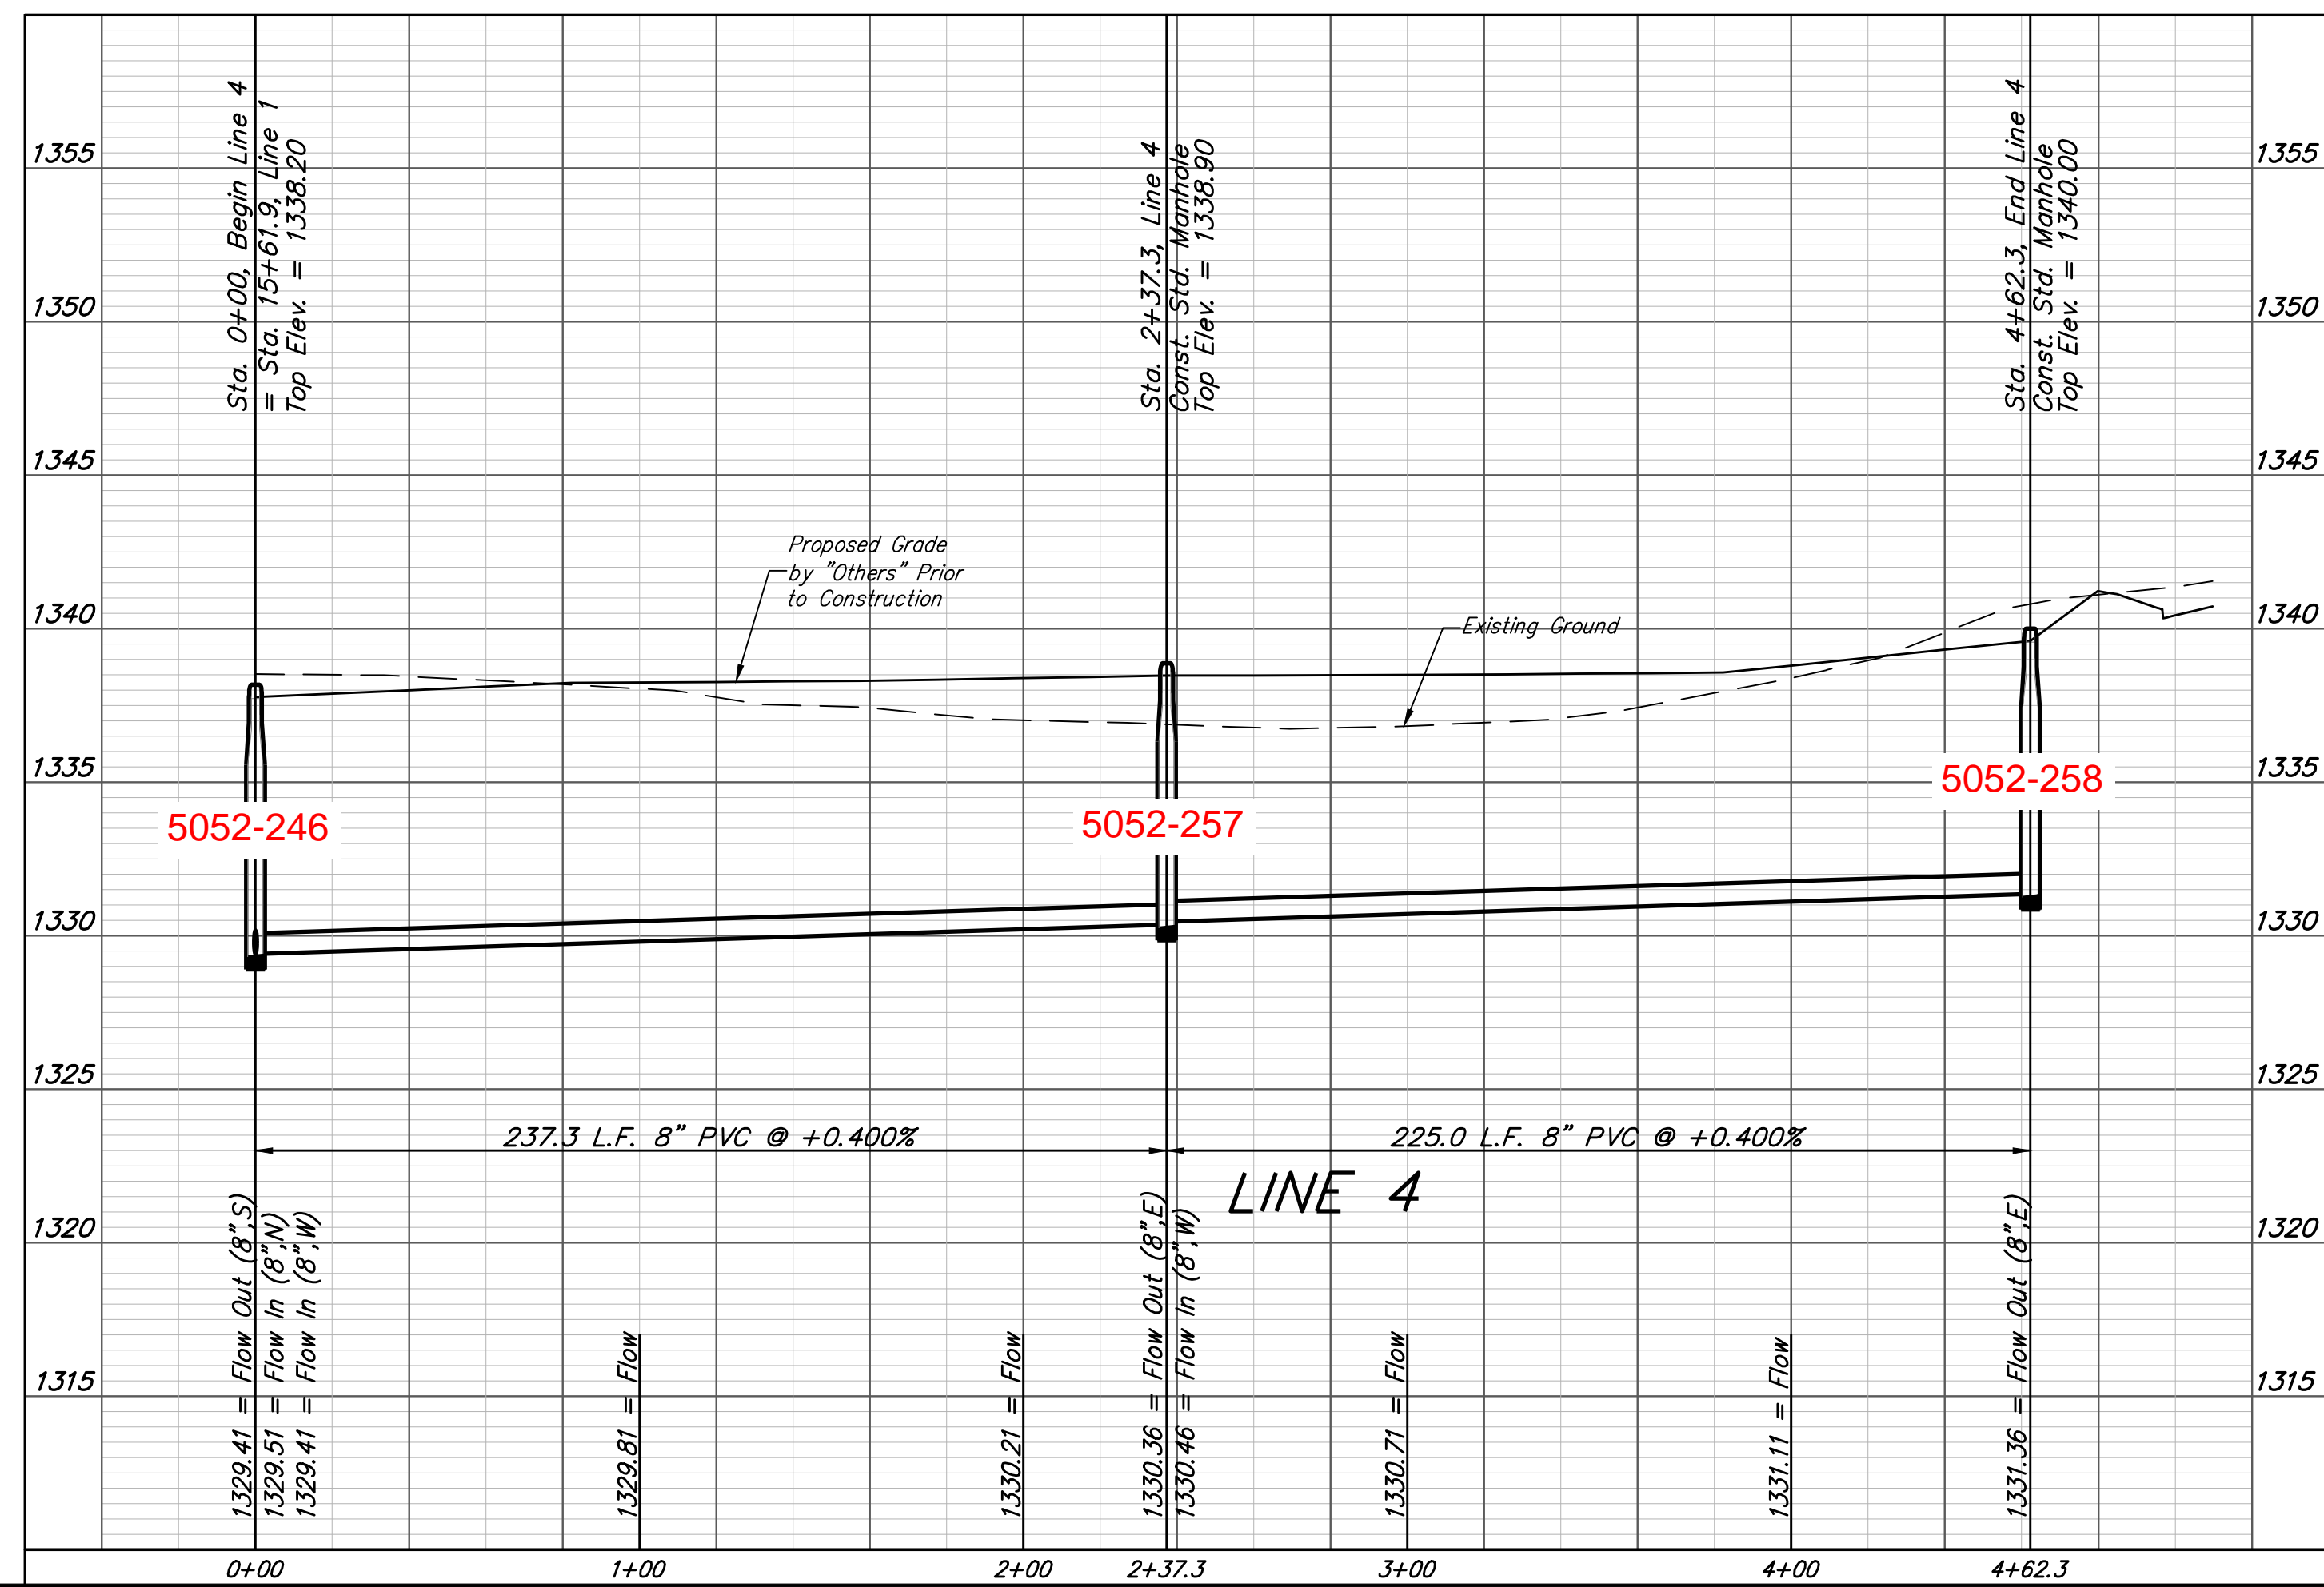 Sta. 0+00, Begin Line 4
= Sta. 15+61.9, Line 1
Top Elev. = 1338.20
Sta. 2+37.3, Line 4
Const. Std. Manhole
Top Elev. = 1338.90
Sta. 4+62.3, End Line 4
Const. Std. Manhole
Top Elev. = 1340.00
1355 1355
1350 1350
1345 1345
Proposed Grade
by "Others" Prior
to Construction
1340 1340
Existing Ground
1335 1335
5052-246
5052-257
5052-258
1330 1330
1325 1325
237.3 L.F. 8" PVC @ +0.400%
225.0 L.F. 8" PVC @ +0.400%
LINE 4
1320 1320
1315 1315
1329.41 = Flow Out (8",S)
1329.51 = Flow In (8",N)
1329.41 = Flow In (8",W)
1329.81 = Flow
1330.21 = Flow
1330.36 = Flow Out (8",E)
1330.46 = Flow In (8",W)
1330.71 = Flow
1331.11 = Flow
1331.36 = Flow Out (8",E)
0+00 1+00 2+00 2+37.3 3+00 4+00 4+62.3